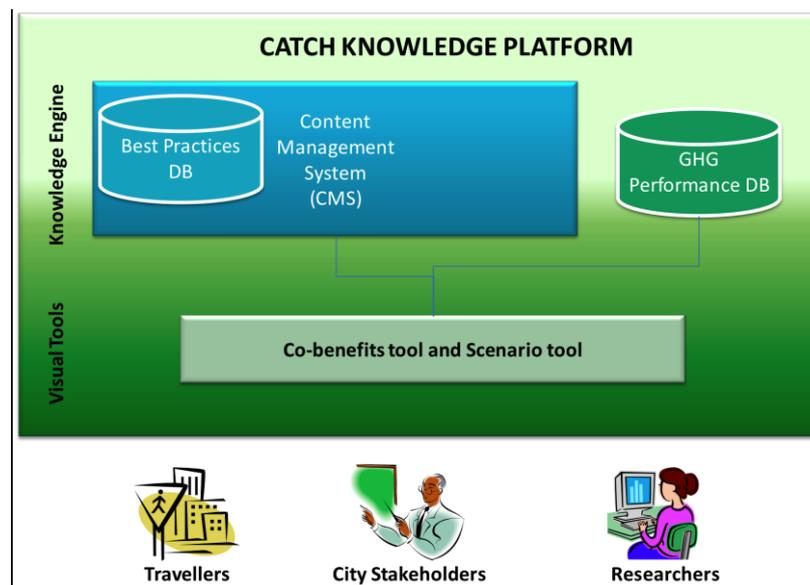 CATCH KNOWLEDGE PLATFORM
Knowledge Engine
Best Practices
DB
Content
Management
System
(CMS)
GHG
Performance DB
Visual Tools
Co-benefits tool and Scenario tool
Travellers
City Stakeholders
Researchers